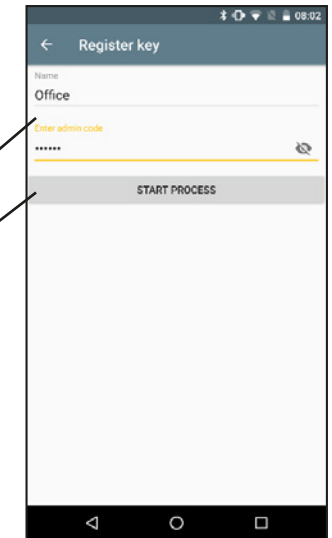 08:02
Register key
Name
Office
Enter admin code
••••••
START PROCESS